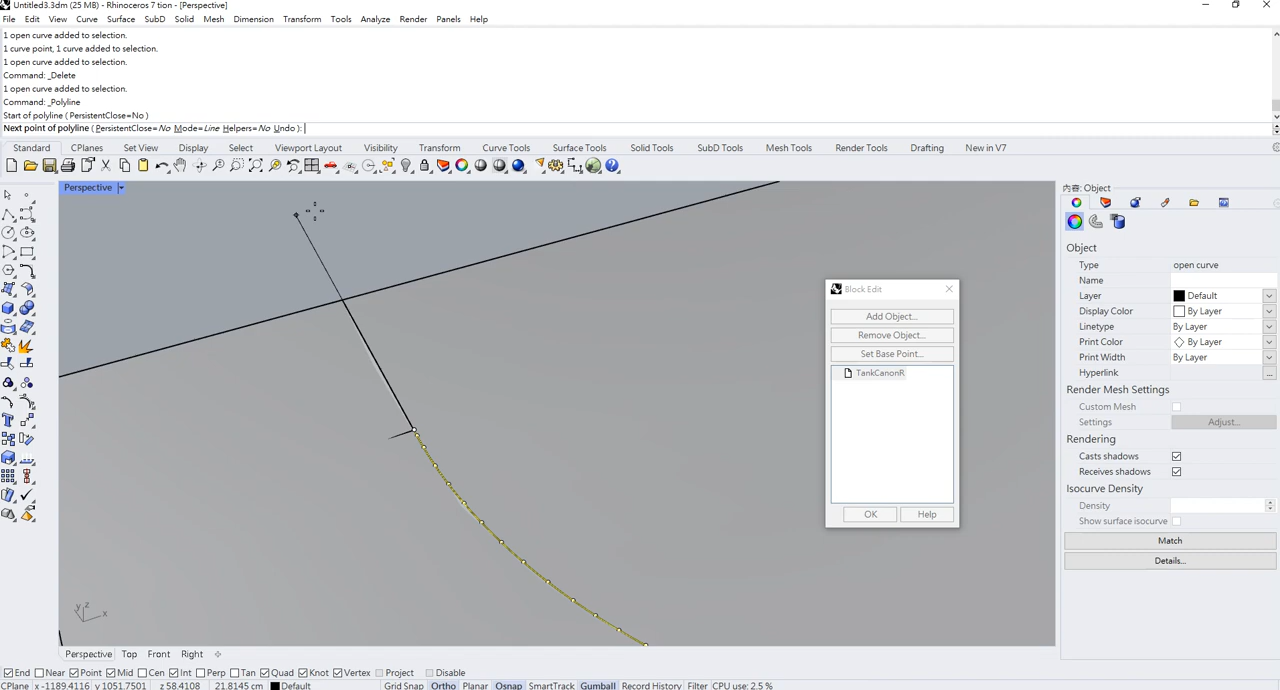 Untitled3.3dm (25 MB) - Rhinoceros 7 tion - [Perspective]
File Edit View Curve Surface SubD Solid Mesh Dimension Transform Tools Analyze Render Panels Help
1 open curve added to selection.
1 curve point, 1 curve added to selection.
1 open curve added to selection.
Command: _Delete
1 open curve added to selection.
Command: _Polyline
Start of polyline ( PersistentClose=No )
Next point of polyline ( PersistentClose=No Mode=Line Helpers=No Undo ):
Standard CPlanes Set View Display Select Viewport Layout Visibility Transform Curve Tools Surface Tools Solid Tools SubD Tools Mesh Tools Render Tools Drafting New in V7
Perspective
內容: Object
Object
Type open curve
Name
Layer Default
Display Color By Layer
Linetype By Layer
Print Color By Layer
Print Width By Layer
Hyperlink ...
Render Mesh Settings
Custom Mesh
Settings Adjust...
Rendering
Casts shadows
Receives shadows
Isocurve Density
Density
Show surface isocurve
Match
Details...
Block Edit
Add Object...
Remove Object...
Set Base Point...
TankCanonR
OK Help
y z x
Perspective Top Front Right
End Near Point Mid Cen Int Perp Tan Quad Knot Vertex Project Disable
CPlane x -1189.4116 y 1051.7501 z 58.4108 21.8145 cm Default Grid Snap Ortho Planar Osnap SmartTrack Gumball Record History Filter CPU use: 2.5 %